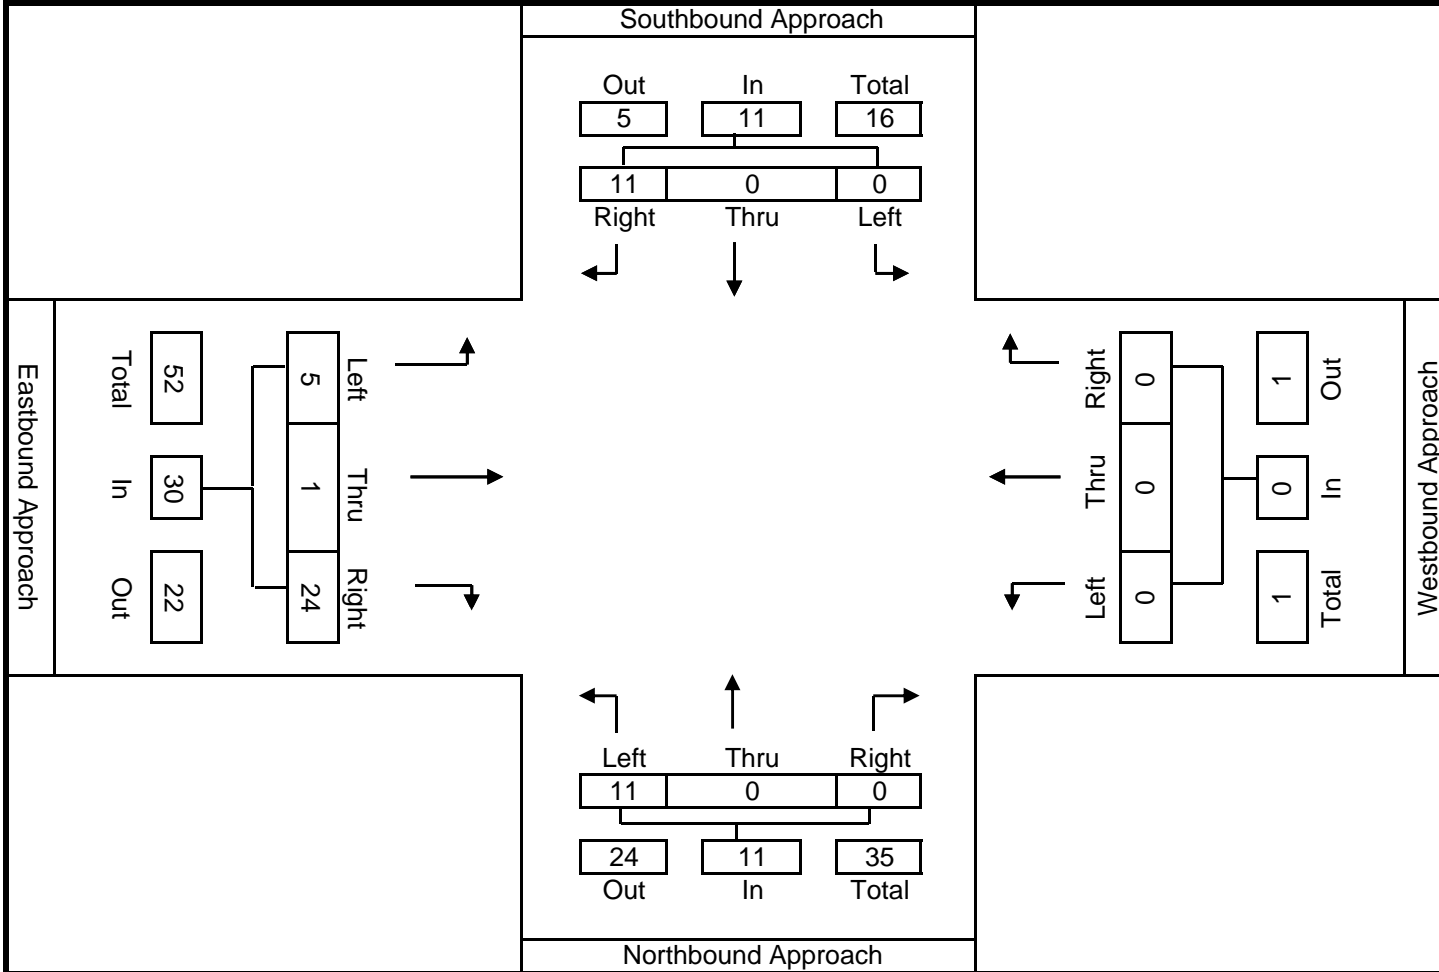 Southbound Approach
Out In Total
5 11 16
11 0 0
Right Thru Left
Eastbound Approach
Total In Out
52 30 22
5 1 24
Left Thru Right
Right Thru Left
0 0 0
1 0 1
Out In Total
Westbound Approach
Left Thru Right
11 0 0
24 11 35
Out In Total
Northbound Approach